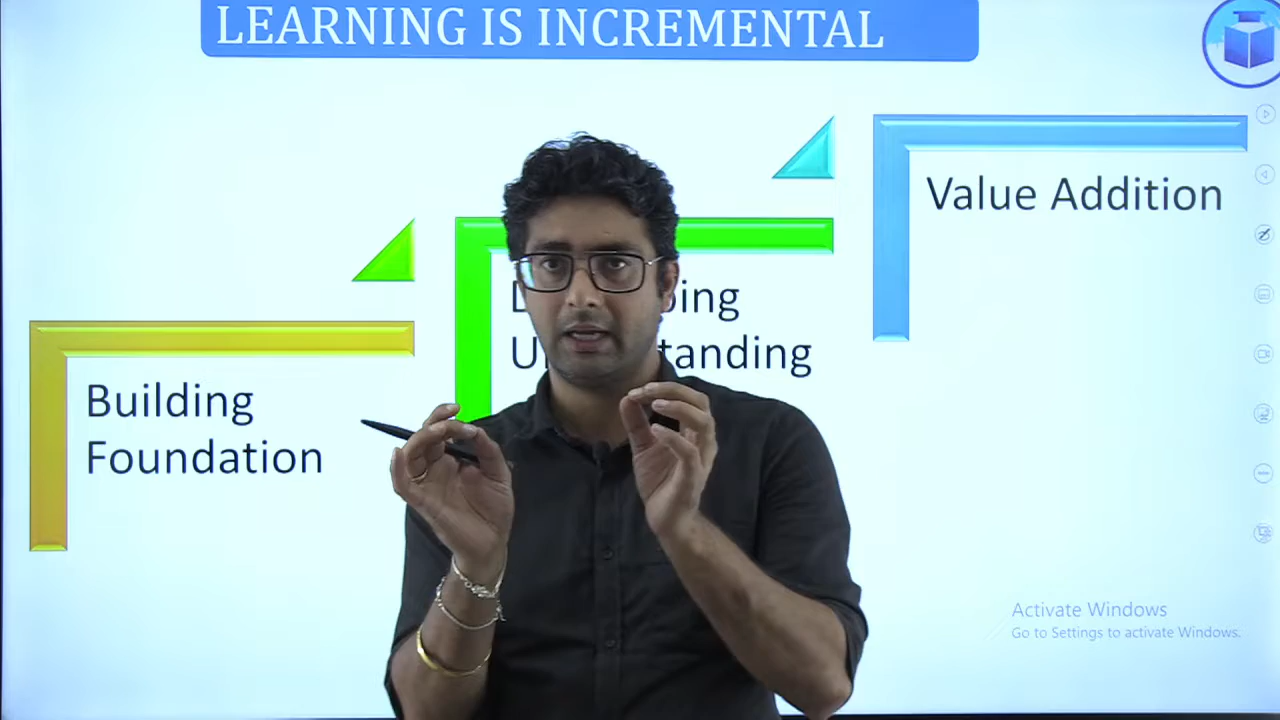 LEARNING IS INCREMENTAL
Value Addition
Building
Foundation
Activate Windows
Go to Settings to activate Windows.